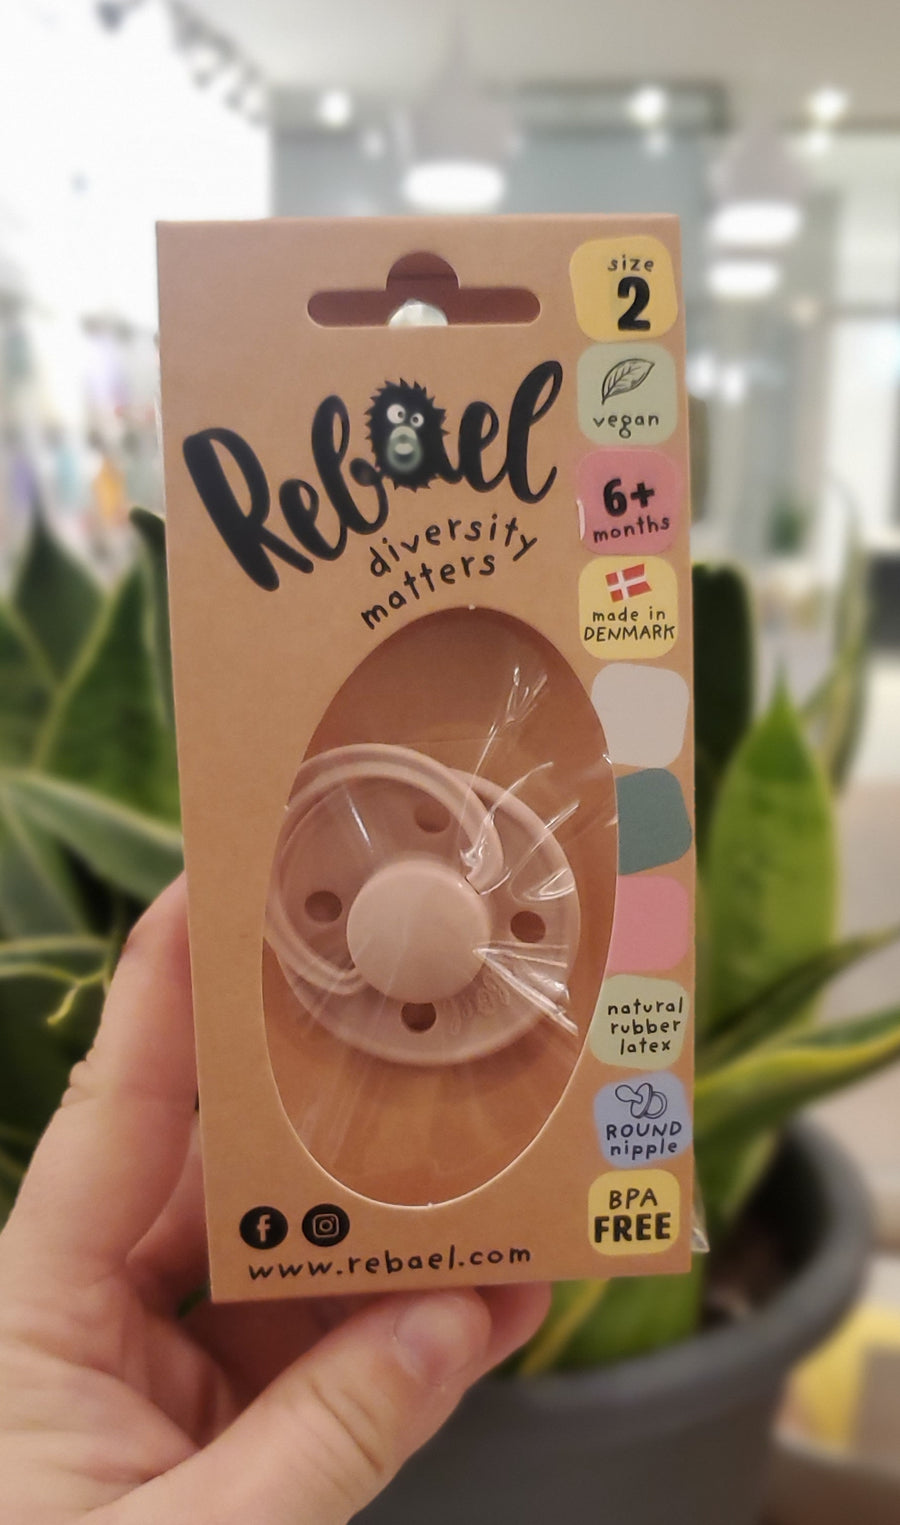 size
2
vegan
6+
months
made in
DENMARK
Rebael
diversity
matters
natural
rubber
latex
ROUND
nipple
BPA
FREE
www.rebael.com